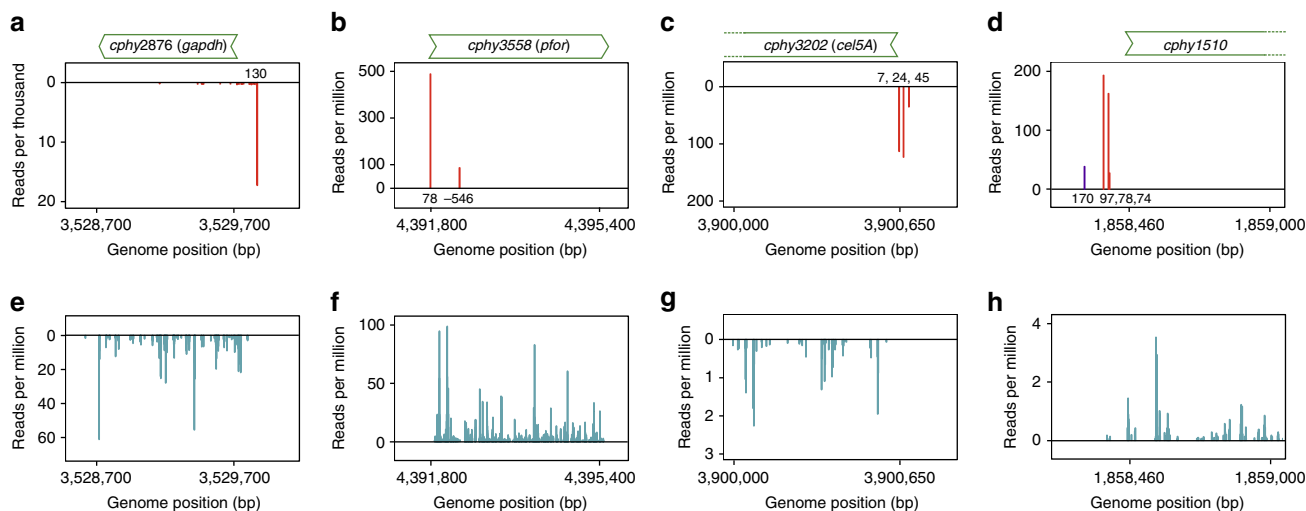 a
cphy2876 (gapdh)
130
Reads per thousand
0
10
20
3,528,700
3,529,700
Genome position (bp)
b
cphy3558 (pfor)
Reads per million
500
300
100
0
78
–546
4,391,800
4,395,400
Genome position (bp)
c
cphy3202 (cel5A)
7, 24, 45
Reads per million
0
100
200
3,900,000
3,900,650
Genome position (bp)
d
cphy1510
Reads per million
200
100
0
170
97,78,74
1,858,460
1,859,000
Genome position (bp)
e
Reads per million
0
20
40
60
3,528,700
3,529,700
Genome position (bp)
f
Reads per million
100
50
0
4,391,800
4,395,400
Genome position (bp)
g
Reads per million
0
1
2
3
3,900,000
3,900,650
Genome position (bp)
h
Reads per million
4
2
0
1,858,460
1,859,000
Genome position (bp)